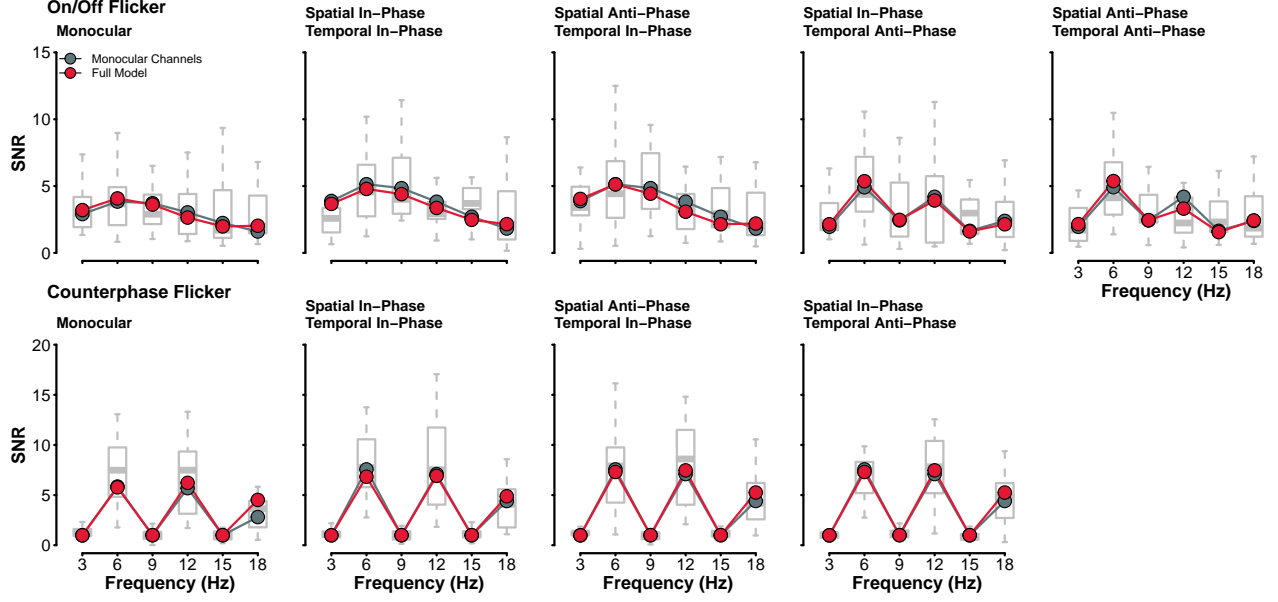 On/Off Flicker
Monocular
Spatial In−Phase
Temporal In−Phase
Spatial Anti−Phase
Temporal In−Phase
Spatial In−Phase
Temporal Anti−Phase
Spatial Anti−Phase
Temporal Anti−Phase
Monocular Channels
Full Model
15
10
5
0
SNR
3 6 9 12 15 18
Frequency (Hz)
Counterphase Flicker
Monocular
Spatial In−Phase
Temporal In−Phase
Spatial Anti−Phase
Temporal In−Phase
Spatial In−Phase
Temporal Anti−Phase
20
15
10
5
0
SNR
3 6 9 12 15 18
3 6 9 12 15 18
3 6 9 12 15 18
3 6 9 12 15 18
Frequency (Hz)
Frequency (Hz)
Frequency (Hz)
Frequency (Hz)